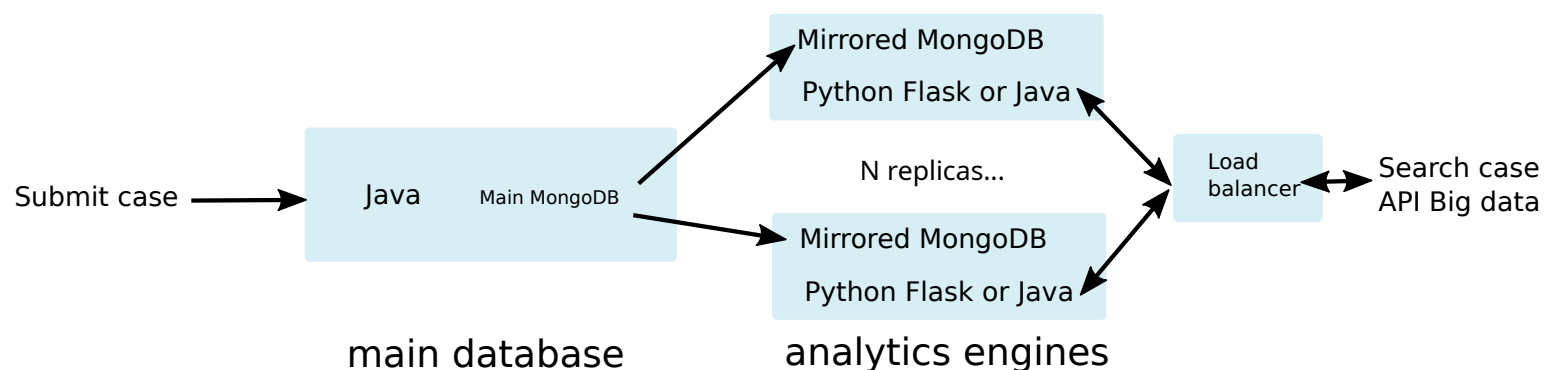 Submit case
Java
Main MongoDB
main database
Mirrored MongoDB
Python Flask or Java
N replicas...
Mirrored MongoDB
Python Flask or Java
analytics engines
Load
balancer
Search case
API Big data